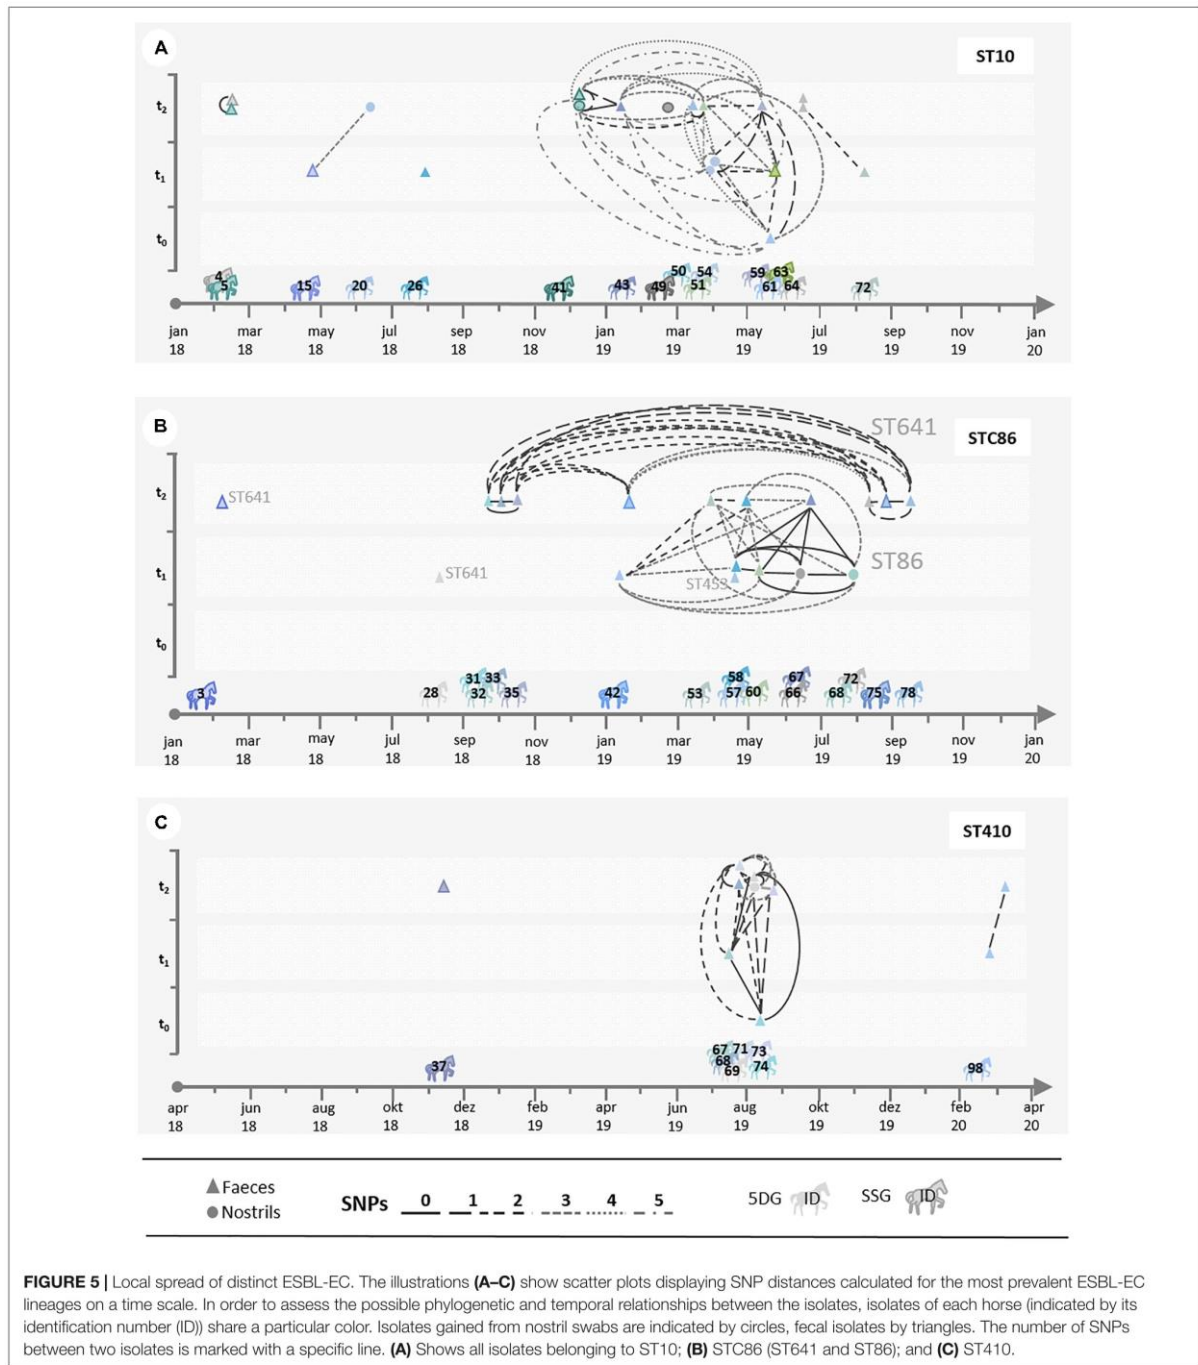 A
ST10
t2
t1
t0
4
5
15
20
26
41
43
49
50
54
51
59
63
61
64
72
jan mar may jul sep nov jan mar may jul sep nov jan
18 18 18 18 18 18 19 19 19 19 19 19 20
B
ST641
STC86
t2
ST641
t1
ST641
ST453
ST86
t0
3
28
31
33
32
35
42
53
58
57
60
67
66
72
68
75
78
jan mar may jul sep nov jan mar may jul sep nov jan
18 18 18 18 18 18 19 19 19 19 19 19 20
C
ST410
t2
t1
t0
37
67
71
73
68
69
74
98
apr jun aug okt dez feb apr jun aug okt dez feb apr
18 18 18 18 18 19 19 19 19 19 19 20 20
Faeces
Nostrils
SNPs 0 1 2 3 4 5
5DG ID SSG ID
FIGURE 5 | Local spread of distinct ESBL-EC. The illustrations (A–C) show scatter plots displaying SNP distances calculated for the most prevalent ESBL-EC
lineages on a time scale. In order to assess the possible phylogenetic and temporal relationships between the isolates, isolates of each horse (indicated by its
identification number (ID)) share a particular color. Isolates gained from nostril swabs are indicated by circles, fecal isolates by triangles. The number of SNPs
between two isolates is marked with a specific line. (A) Shows all isolates belonging to ST10; (B) STC86 (ST641 and ST86); and (C) ST410.